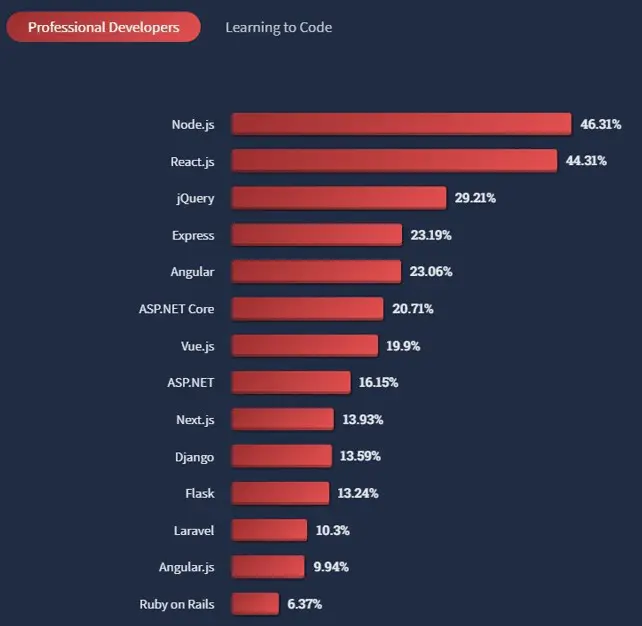 Professional Developers Learning to Code
Node.js 46.31%
React.js 44.31%
jQuery 29.21%
Express 23.19%
Angular 23.06%
ASP.NET Core 20.71%
Vue.js 19.9%
ASP.NET 16.15%
Next.js 13.93%
Django 13.59%
Flask 13.24%
Laravel 10.3%
Angular.js 9.94%
Ruby on Rails 6.37%